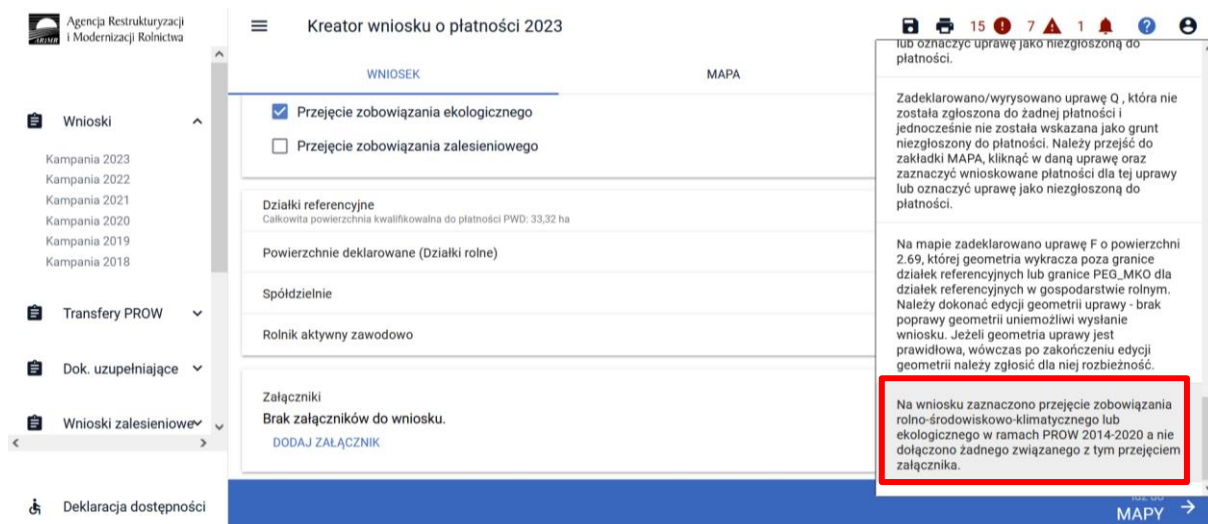 Agencja Restrukturyzacji
i Modernizacji Rolnictwa
ARiMR
Kreator wniosku o płatności 2023
15
7
1
WNIOSEK
MAPA
Wnioski
Kampania 2023
Kampania 2022
Kampania 2021
Kampania 2020
Kampania 2019
Kampania 2018
Transfery PROW
Dok. uzupełniające
Wnioski zalesieniowe
Deklaracja dostępności
Przejęcie zobowiązania ekologicznego
Przejęcie zobowiązania zalesieniowego
Działki referencyjne
Całkowita powierzchnia kwalifikowalna do płatności PWD: 33,32 ha
Powierzchnie deklarowane (Działki rolne)
Spółdzielnie
Rolnik aktywny zawodowo
Załączniki
Brak załączników do wniosku.
DODAJ ZAŁĄCZNIK
lub oznaczyć uprawę jako niezgłoszoną do
płatności.
Zadeklarowano/wyrysowano uprawę Q , która nie
została zgłoszona do żadnej płatności i
jednocześnie nie została wskazana jako grunt
niezgłoszony do płatności. Należy przejść do
zakładki MAPA, kliknąć w daną uprawę oraz
zaznaczyć wnioskowane płatności dla tej uprawy
lub oznaczyć uprawę jako niezgłoszoną do
płatności.
Na mapie zadeklarowano uprawę F o powierzchni
2.69, której geometria wykracza poza granice
działek referencyjnych lub granice PEG_MKO dla
działek referencyjnych w gospodarstwie rolnym.
Należy dokonać edycji geometrii uprawy - brak
poprawy geometrii uniemożliwi wysłanie
wniosku. Jeżeli geometria uprawy jest
prawidłowa, wówczas po zakończeniu edycji
geometrii należy zgłosić dla niej rozbieżność.
Na wniosku zaznaczono przejęcie zobowiązania
rolno-środowiskowo-klimatycznego lub
ekologicznego w ramach PROW 2014-2020 a nie
dołączono żadnego związanego z tym przejęciem
załącznika.
MAPY